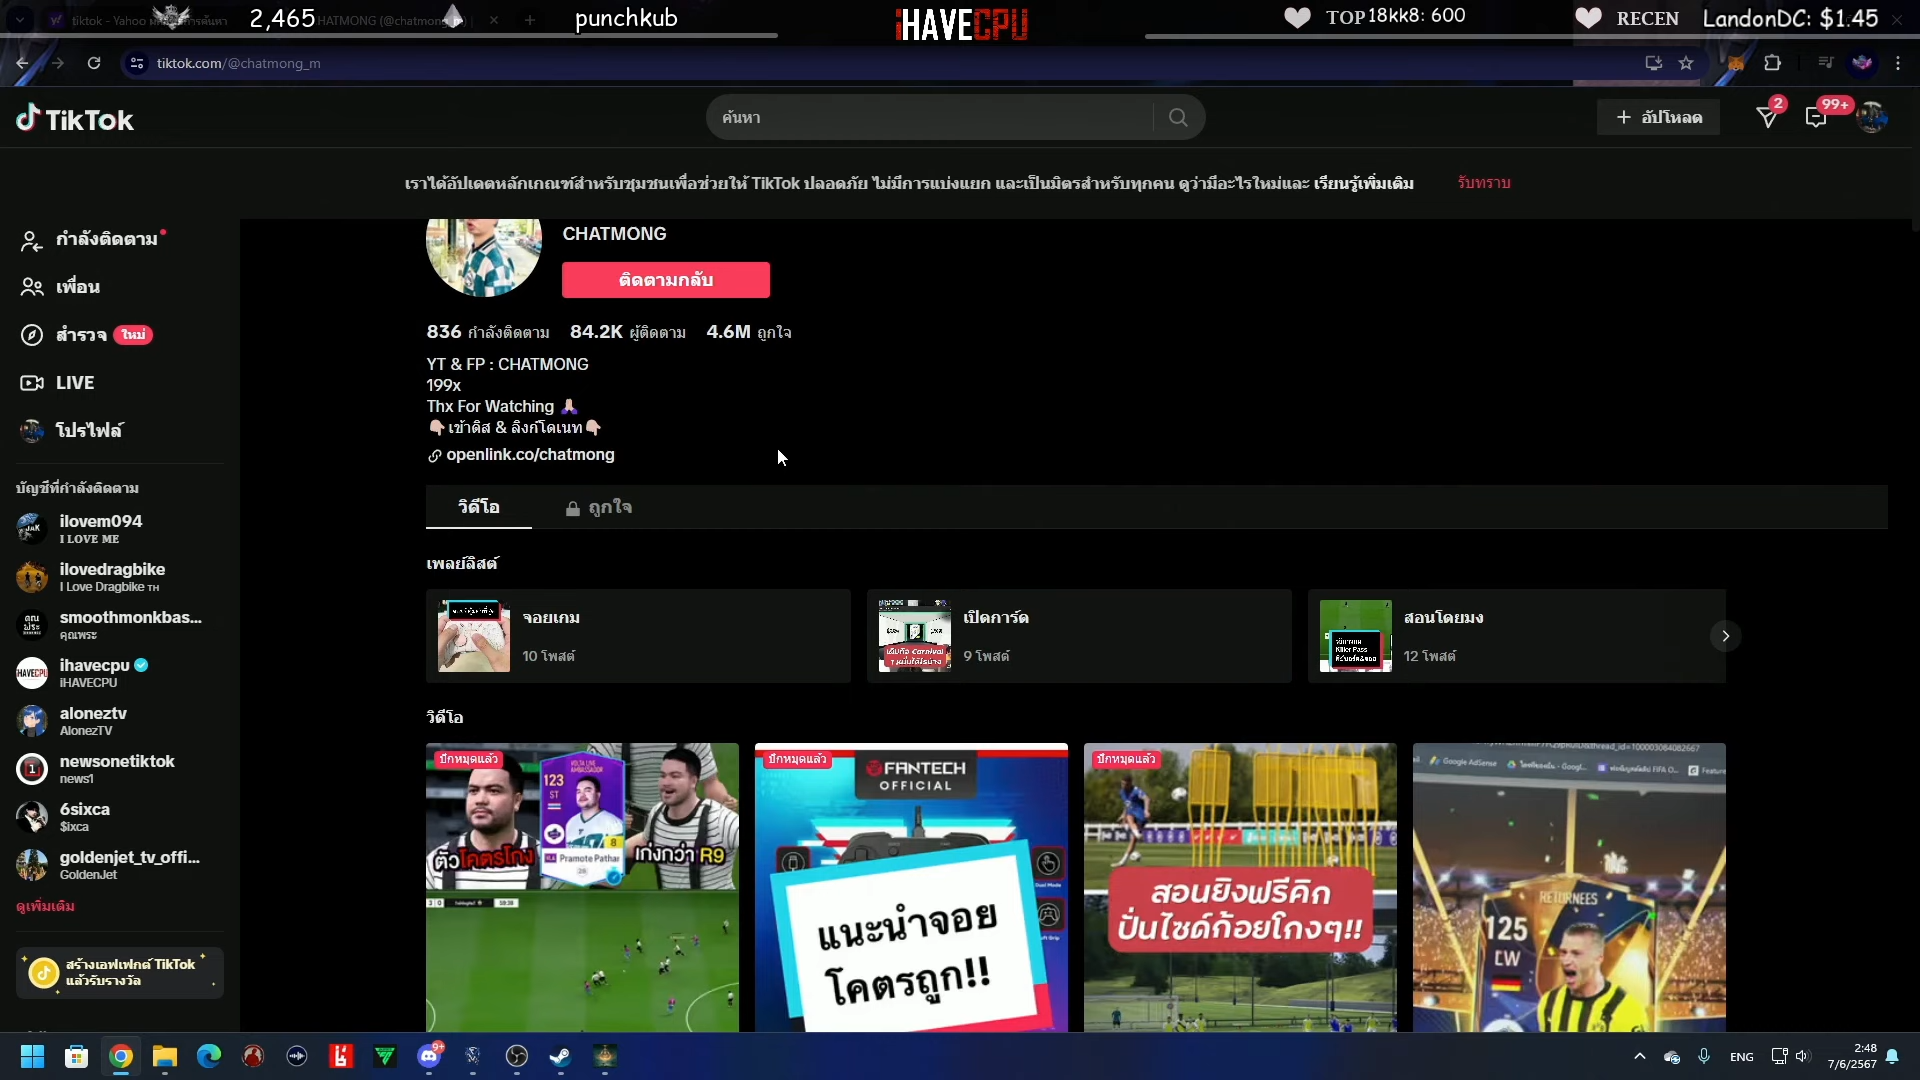 2,465
punchkub
iHAVECPU
TOP 18kk8: 600
RECEN LandonDC: $1.45
tiktok.com/@chatmong_m
TikTok
ค้นหา
อัปโหลด
2
99+
เราได้อัปเดตหลักเกณฑ์สำหรับชุมชนเพื่อช่วยให้ TikTok ปลอดภัย ไม่มีการแบ่งแยก และเป็นมิตรสำหรับทุกคน ดูว่ามีอะไรใหม่และ เรียนรู้เพิ่มเติม
รับทราบ
กำลังติดตาม
เพื่อน
สำรวจ ใหม่
LIVE
โปรไฟล์
บัญชีที่กำลังติดตาม
ilovem094
I LOVE ME
ilovedragbike
I Love Dragbike TH
smoothmonkbas...
คุณพระ
ihavecpu
iHAVECPU
aloneztv
AlonezTV
newsonetiktok
news1
6sixca
$ixca
goldenjet_tv_offi...
GoldenJet
ดูเพิ่มเติม
สร้างเอฟเฟกต์ TikTok
แล้วรับรางวัล
CHATMONG
ติดตามกลับ
836 กำลังติดตาม 84.2K ผู้ติดตาม 4.6M ถูกใจ
YT & FP : CHATMONG
199x
Thx For Watching 🙏🏻
👇🏻เข้าดิส & ลิงก์โดเนท👇🏻
openlink.co/chatmong
วิดีโอ
ถูกใจ
เพลย์ลิสต์
จอยเกม
10 โพสต์
เปิดการ์ด
9 โพสต์
สอนโดยมง
12 โพสต์
วิดีโอ
ปักหมุดแล้ว
123
ST
ตัวโคตรโกง
Pramote Pathan
เก่งกว่า R9
ปักหมุดแล้ว
FANTECH
OFFICIAL
แนะนำจอย
โคตรถูก!!
ปักหมุดแล้ว
สอนยิงฟรีคิก
ปั่นไซด์ก้อยโกงๆ!!
RETURNEES
125
CW
ENG
2:48
7/6/2567